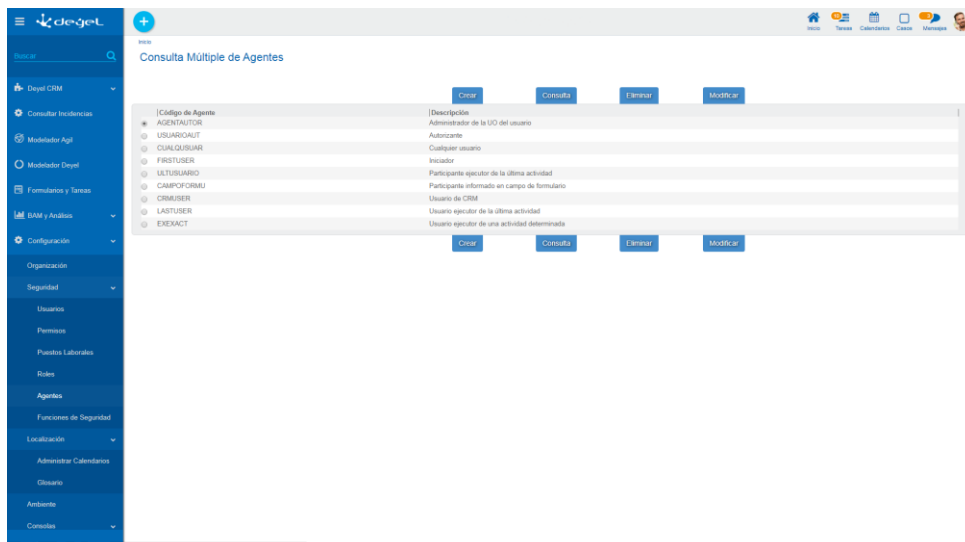 deyel
Inicio
Tareas
Calendarios
Casos
Mensajes
Inicio
Buscar
Consulta Múltiple de Agentes
Deyel CRM
Consultar Incidencias
Modelador Agil
Modelador Deyel
Formularios y Tareas
BAM y Análisis
Configuración
Organización
Seguridad
Usuarios
Permisos
Puestos Laborales
Roles
Agentes
Funciones de Seguridad
Localización
Administrar Calendarios
Glosario
Ambiente
Consolas
Crear Consulta Eliminar Modificar
Código de Agente Descripción
AGENTAUTOR Administrador de la UO del usuario
USUARIOAUT Autorizante
CUALQUSUAR Cualquier usuario
FIRSTUSER Iniciador
ULTUSUARIO Participante ejecutor de la última actividad
CAMPOFORMU Participante informado en campo de formulario
CRMUSER Usuario de CRM
LASTUSER Usuario ejecutor de la última actividad
EXEXACT Usuario ejecutor de una actividad determinada
Crear Consulta Eliminar Modificar